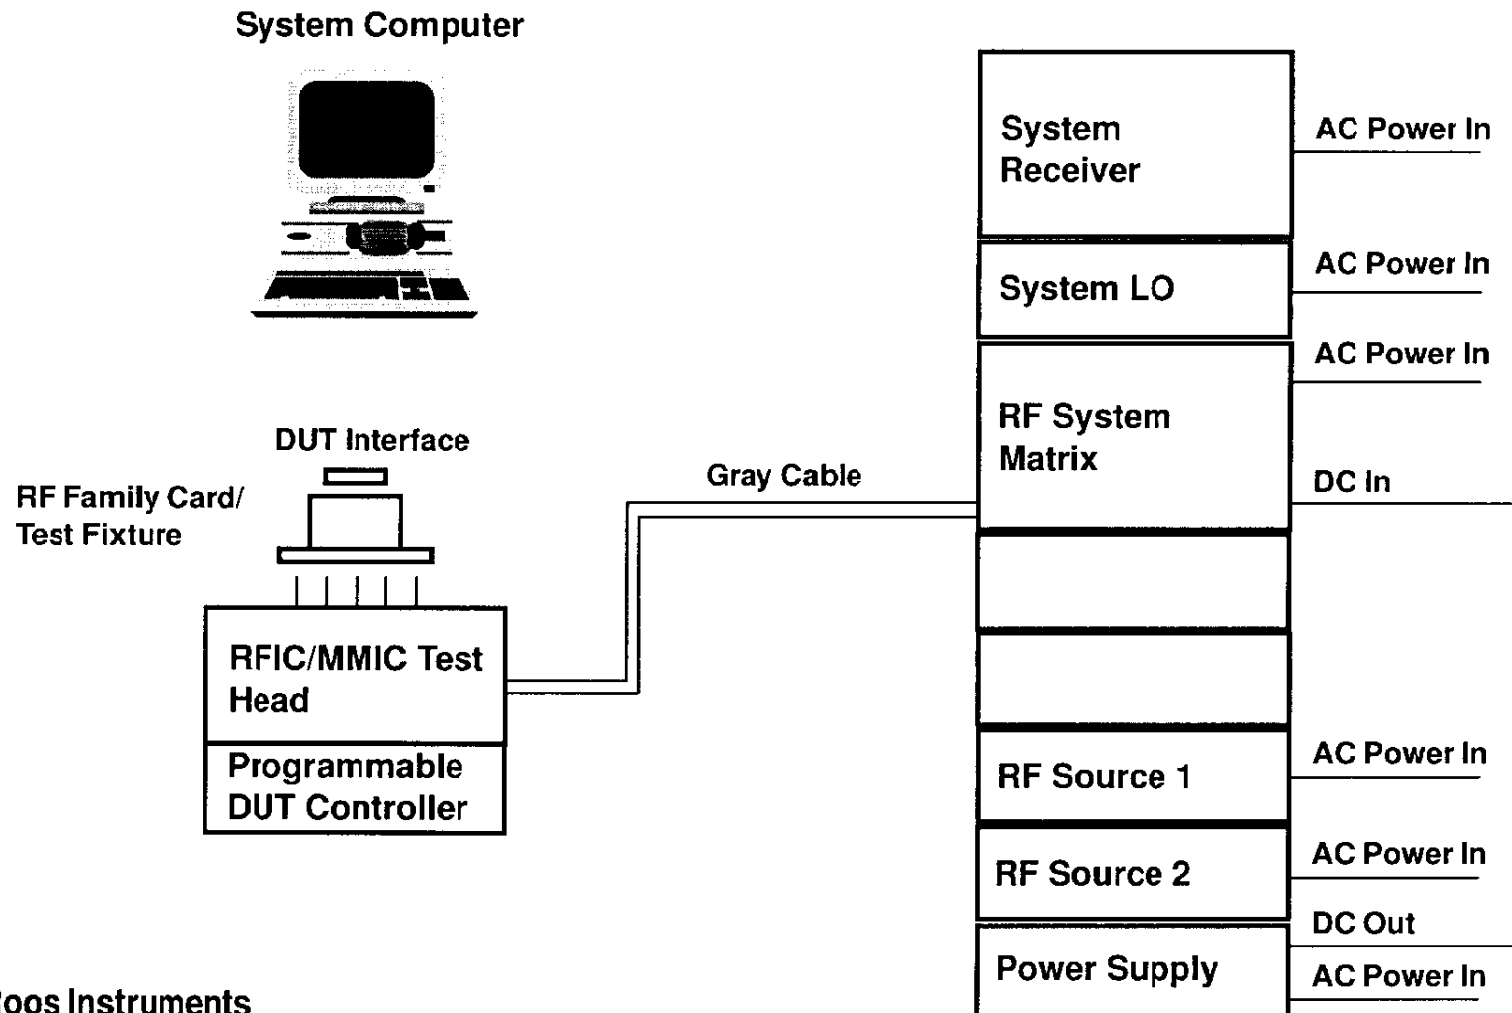 System Computer
System
Receiver
AC Power In
System LO
AC Power In
RF System
Matrix
AC Power In
DC In
DUT Interface
RF Family Card/
Test Fixture
Gray Cable
RFIC/MMIC Test
Head
Programmable
DUT Controller
RF Source 1
AC Power In
RF Source 2
AC Power In
Power Supply
DC Out
AC Power In
oos Instruments